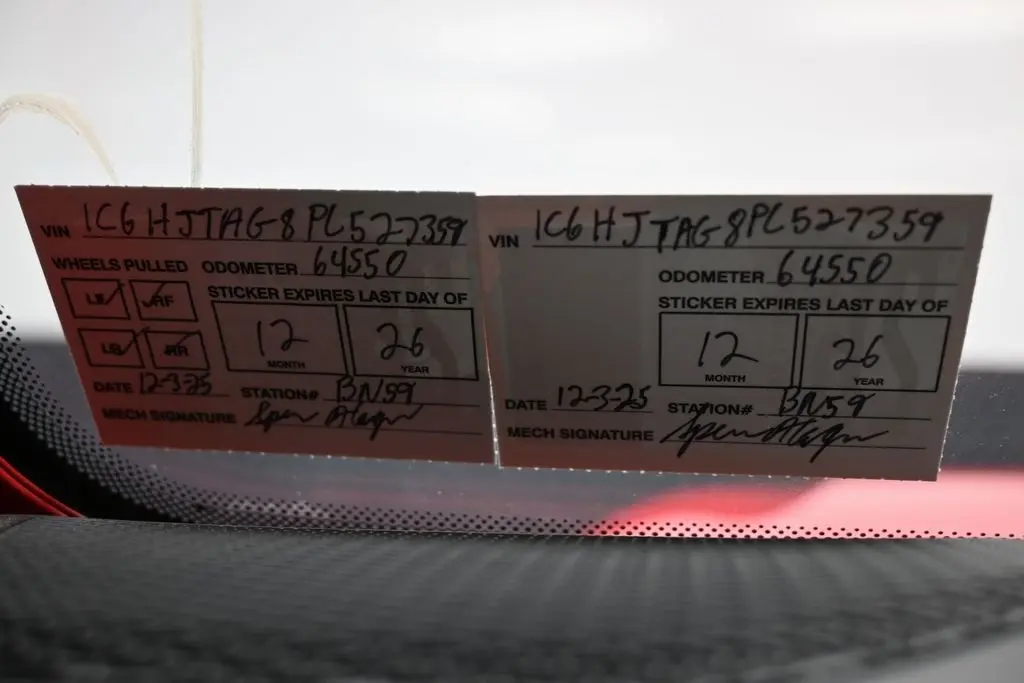 VIN 1C6HJTAG8PL527359
WHEELS PULLED ODOMETER 64550
LF RF
STICKER EXPIRES LAST DAY OF
12 26
LR RR
MONTH YEAR
DATE 12-3-25 STATION# BN59
MECH SIGNATURE
VIN 1C6HJTAG8PL527359
ODOMETER 64550
STICKER EXPIRES LAST DAY OF
12 26
MONTH YEAR
DATE 12-3-25 STATION# BN59
MECH SIGNATURE